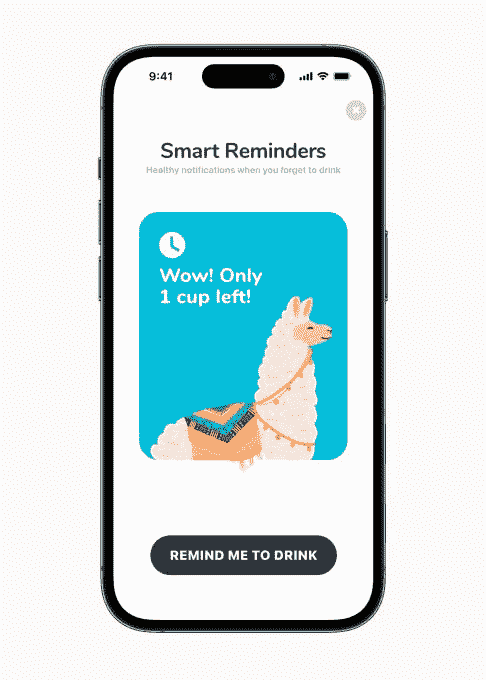 9:41
Smart Reminders
Healthy notifications when you forget to drink
Wow! Only
1 cup left!
REMIND ME TO DRINK